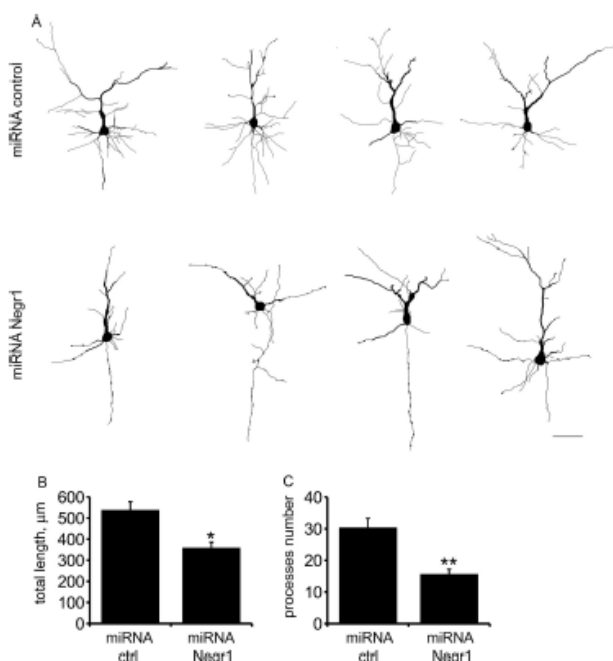 A
miRNA control
miRNA Negr1
B
total length, μm
600
500
400
300
200
100
0
*
miRNA
ctrl
miRNA
Negr1
C
processes number
40
30
20
10
0
**
miRNA
ctrl
miRNA
Negr1